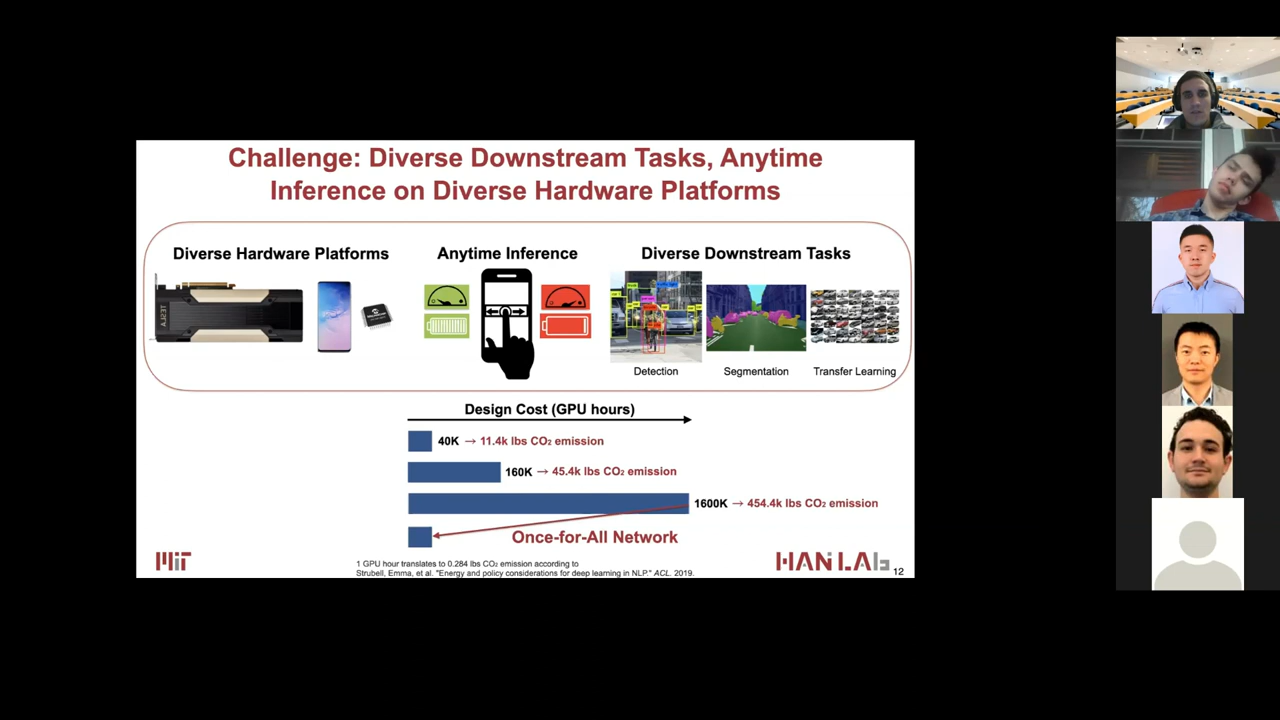 Challenge: Diverse Downstream Tasks, Anytime
Inference on Diverse Hardware Platforms
Diverse Hardware Platforms
Anytime Inference
Diverse Downstream Tasks
TESLA
Detection
Segmentation
Transfer Learning
Design Cost (GPU hours)
40K → 11.4k lbs CO₂ emission
160K → 45.4k lbs CO₂ emission
1600K → 454.4k lbs CO₂ emission
Once-for-All Network
MIT
1 GPU hour translates to 0.284 lbs CO₂ emission according to
Strubell, Emma, et al. "Energy and policy considerations for deep learning in NLP." ACL. 2019.
HAN LAb
12